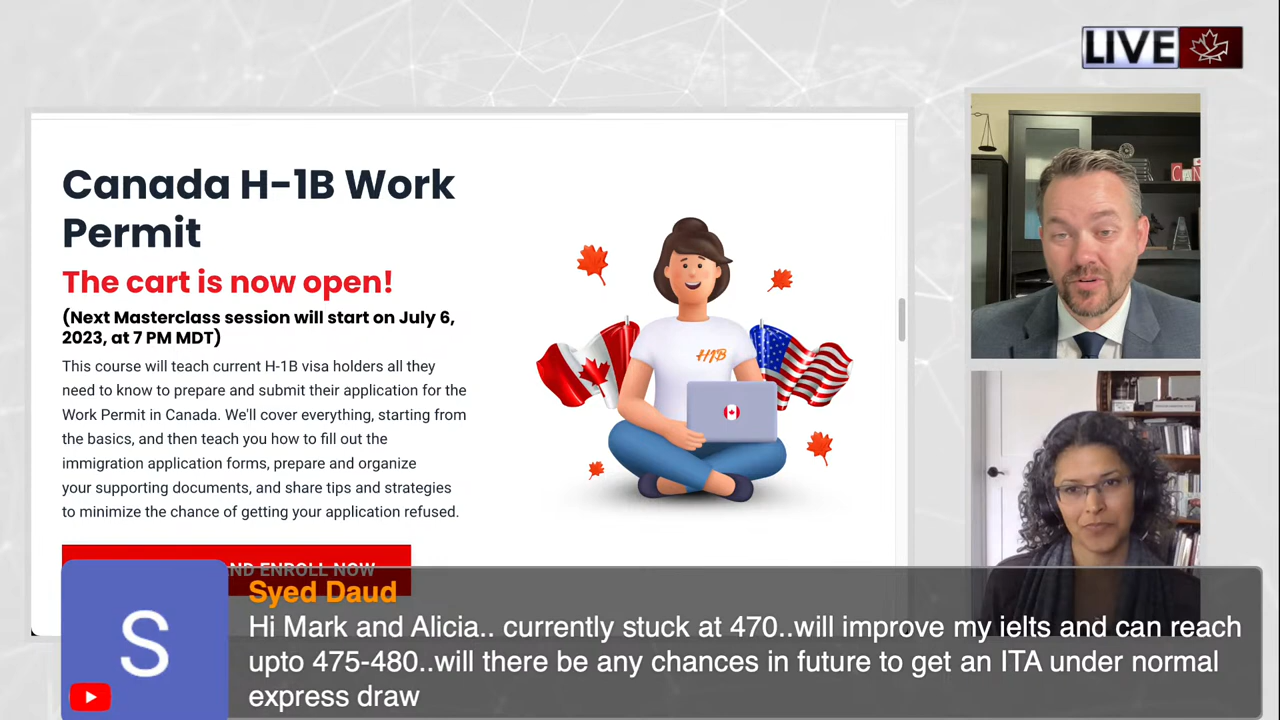 LIVE
Canada H-1B Work
Permit
The cart is now open!
(Next Masterclass session will start on July 6,
2023, at 7 PM MDT)
This course will teach current H-1B visa holders all they
need to know to prepare and submit their application for the
Work Permit in Canada. We'll cover everything, starting from
the basics, and then teach you how to fill out the
immigration application forms, prepare and organize
your supporting documents, and share tips and strategies
to minimize the chance of getting your application refused.
H1B
ND ENROLL NOW
S
Syed Daud
Hi Mark and Alicia.. currently stuck at 470..will improve my ielts and can reach
upto 475-480..will there be any chances in future to get an ITA under normal
express draw